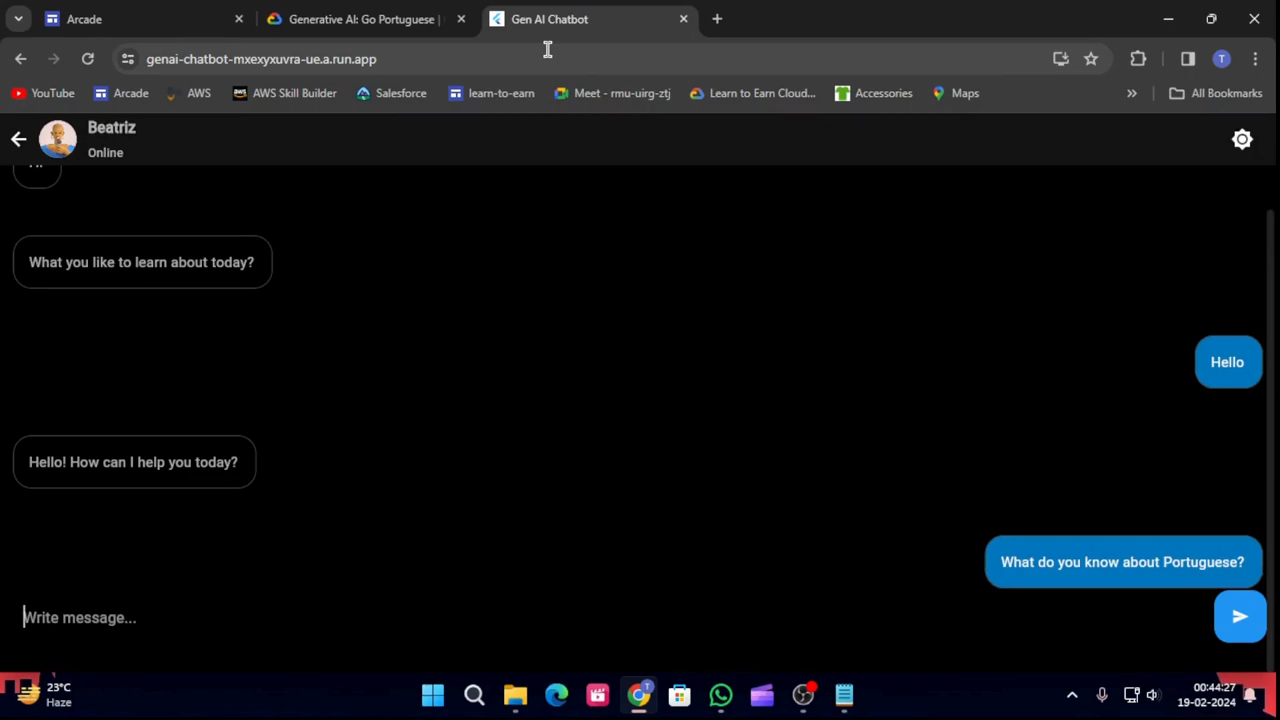 Arcade
Generative AI: Go Portuguese |
Gen AI Chatbot
genai-chatbot-mxexyxuvra-ue.a.run.app
YouTube
Arcade
AWS
AWS Skill Builder
Salesforce
learn-to-earn
Meet - rmu-uirg-ztj
Learn to Earn Cloud...
Accessories
Maps
»
All Bookmarks
T
Beatriz
Online
What you like to learn about today?
Hello
Hello! How can I help you today?
What do you know about Portuguese?
Write message...
23°C
Haze
T
00:44:27
19-02-2024